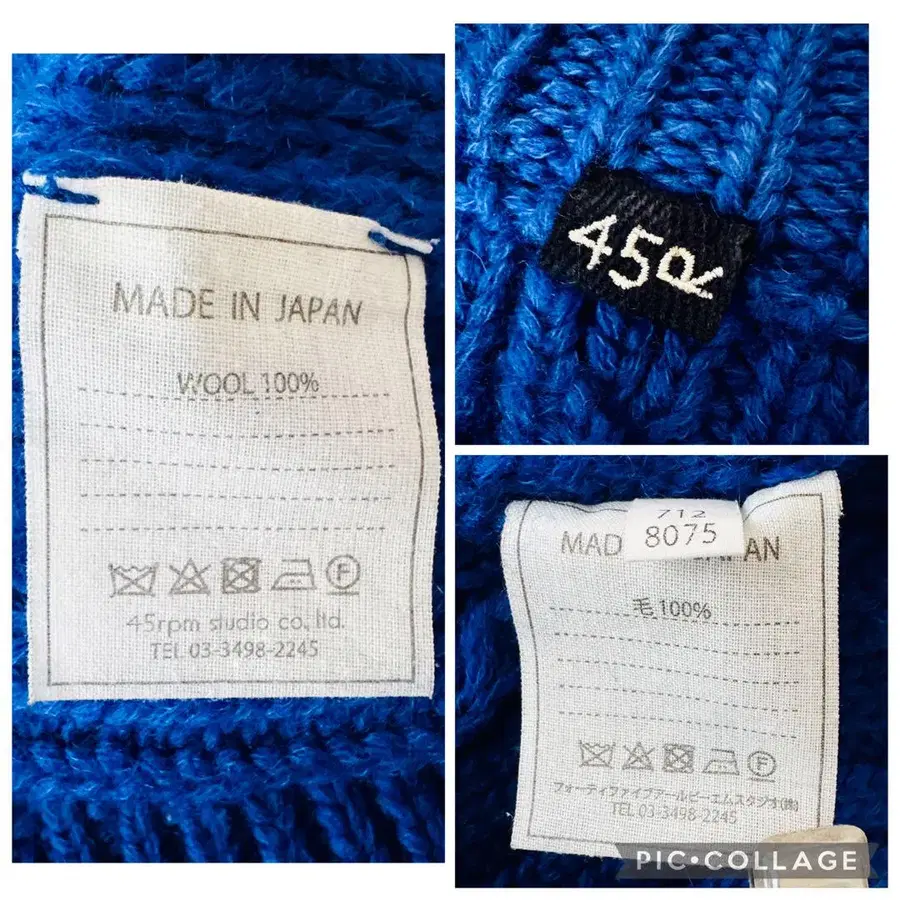 MADE IN JAPAN
WOOL 100%
45rpm studio co., ltd.
TEL 03-3498-2245
45R
712
8075
MAD
PAN
毛100%
フォーティファイブアールピーエムスタジオ(株)
TEL 03-3498-2245
PIC•COLLAGE